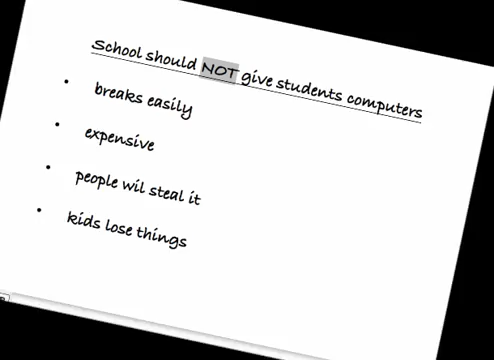 School should NOT give students computers
• breaks easily
• expensive
• people wil steal it
• kids lose things